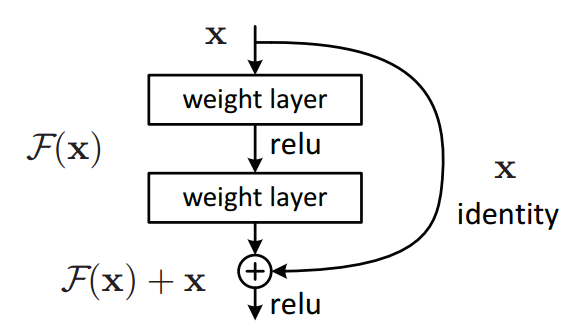 x
weight layer
relu
F(x)
x
weight layer
identity
F(x) + x
relu